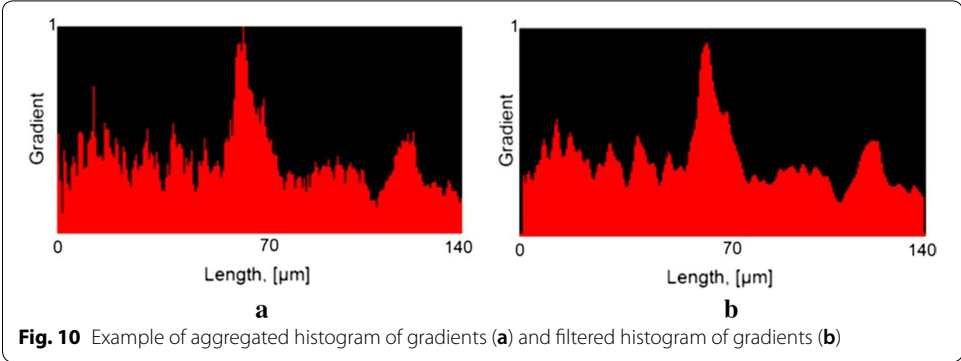 1
Gradient
0 70 140
Length, [µm]
a
1
Gradient
0 70 140
Length, [µm]
b
Fig. 10 Example of aggregated histogram of gradients (a) and filtered histogram of gradients (b)